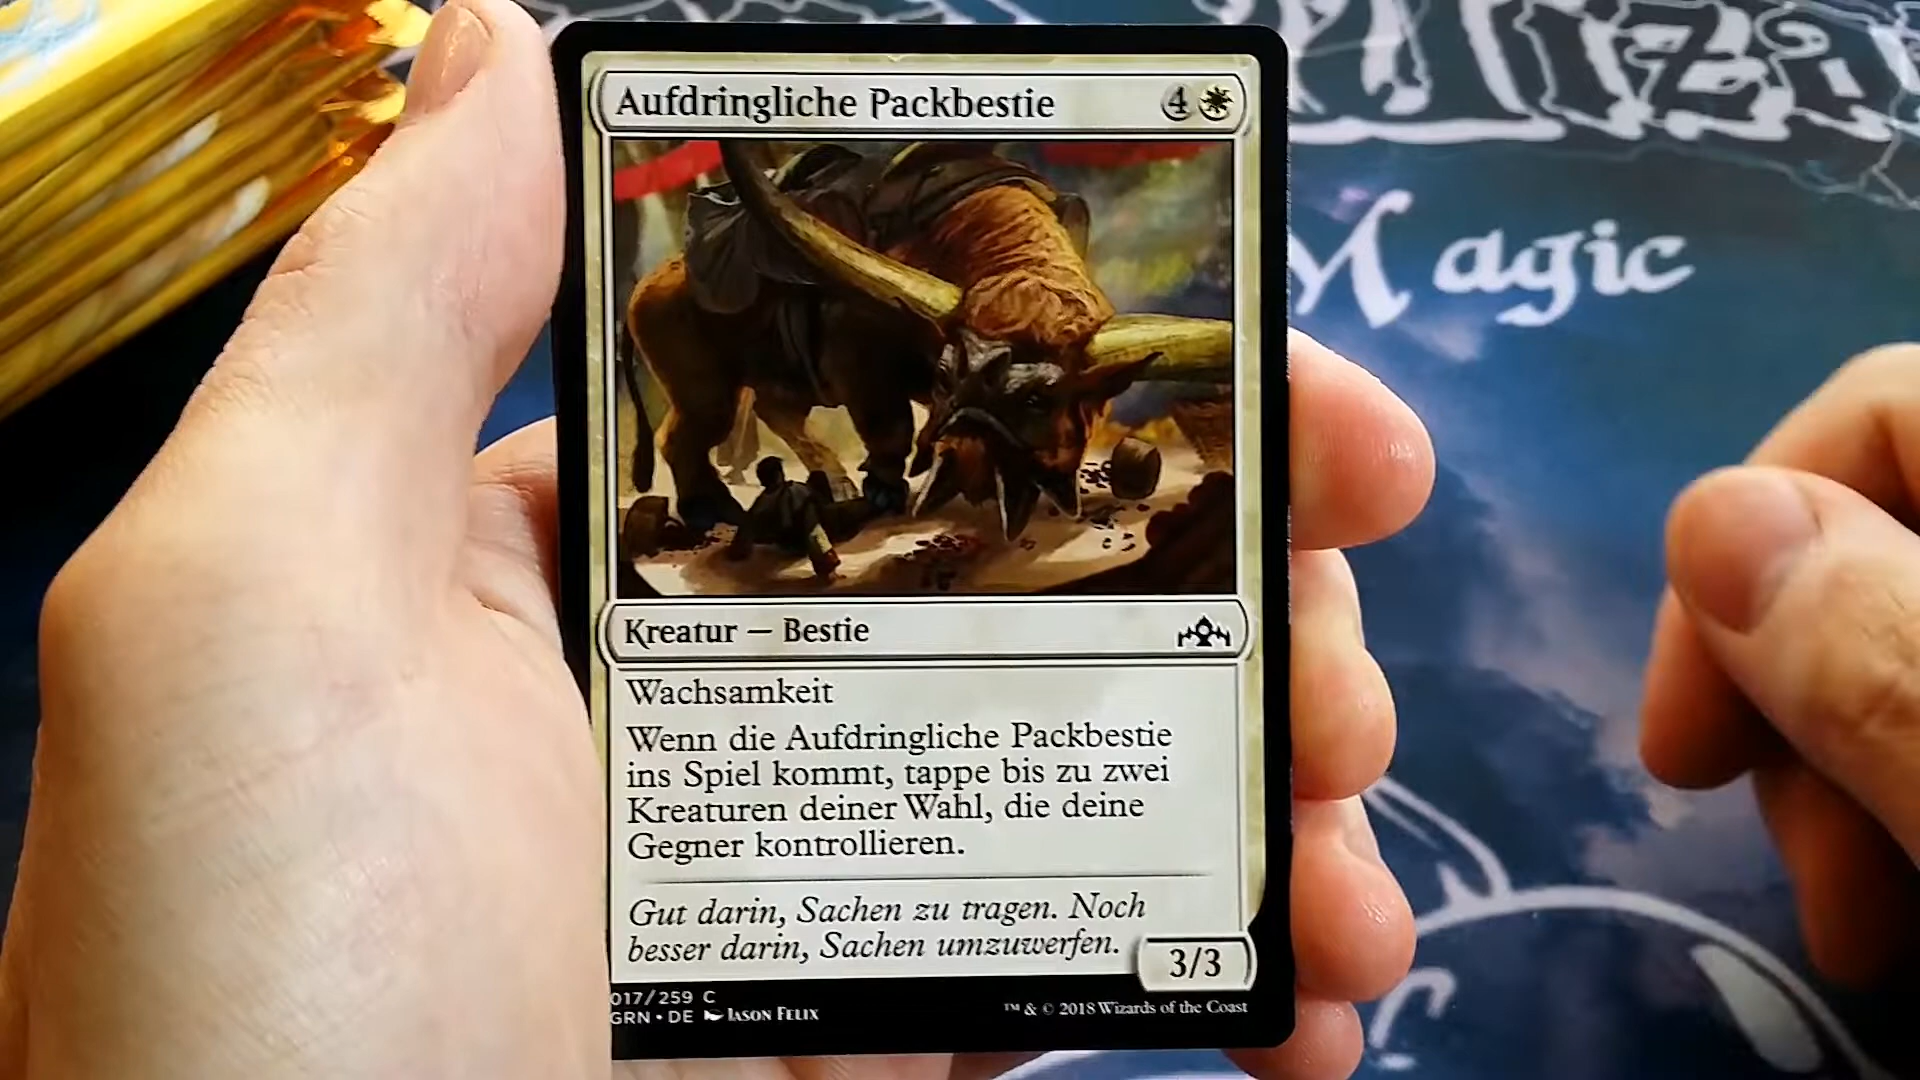 Aufdringliche Packbestie 4
Magic
Kreatur — Bestie
Wachsamkeit
Wenn die Aufdringliche Packbestie
ins Spiel kommt, tappe bis zu zwei
Kreaturen deiner Wahl, die deine
Gegner kontrollieren.
Gut darin, Sachen zu tragen. Noch
besser darin, Sachen umzuwerfen.
3/3
017/259 C
GRN • DE JASON FELIX
™ & © 2018 Wizards of the Coast